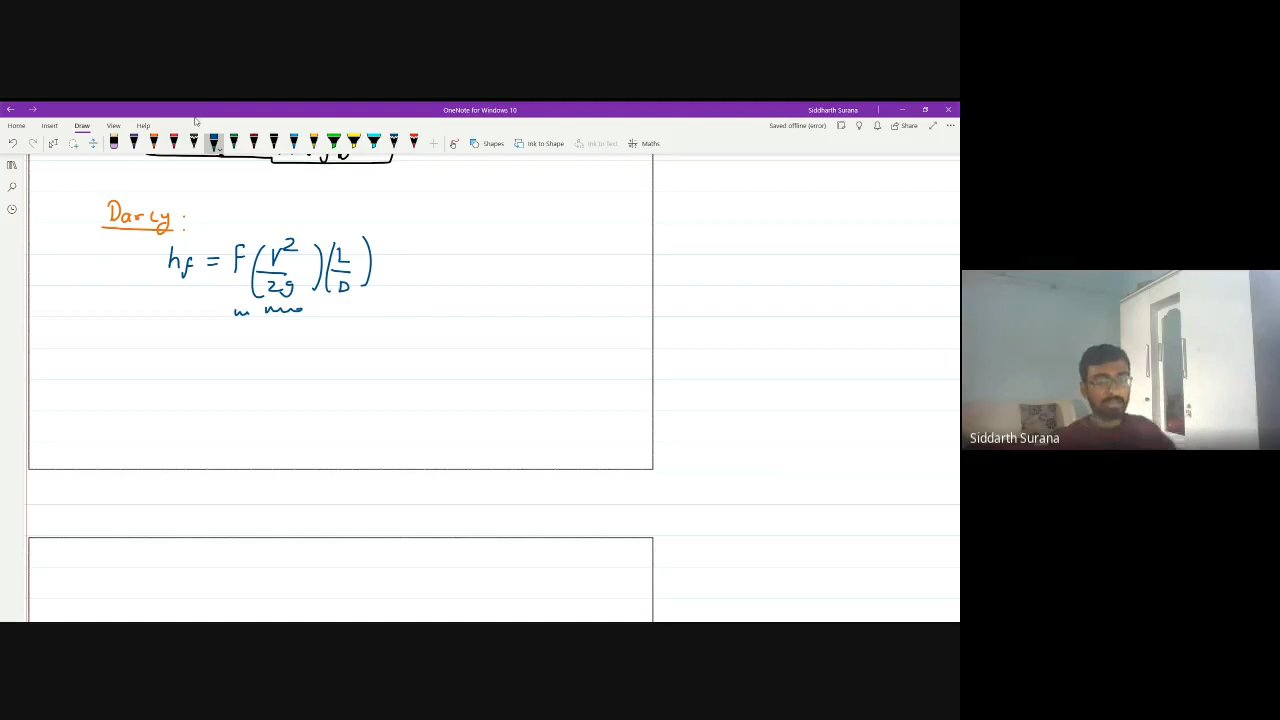 OneNote for Windows 10
Siddharth Surana
Home Insert Draw View Help
Saved offline (error)
Share
Shapes
Ink to Shape
Ink to Text
Maths
Darcy :
hf = F (V²/2g) (L/D)
Siddarth Surana